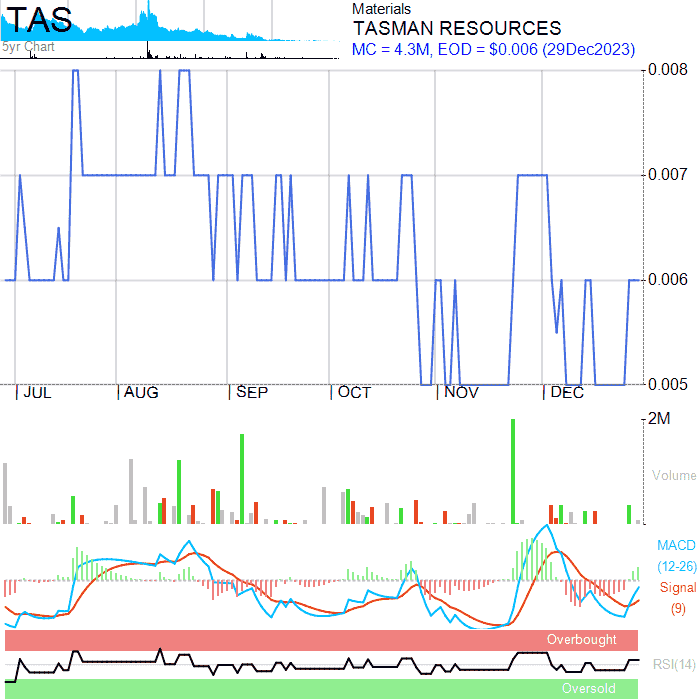 TAS
5yr Chart
Materials
TASMAN RESOURCES
MC = 4.3M, EOD = $0.006 (29Dec2023)
0.008
0.007
0.006
0.005
JUL AUG SEP OCT NOV DEC
2M
Volume
MACD
(12-26)
Signal
(9)
Overbought
RSI(14)
Oversold